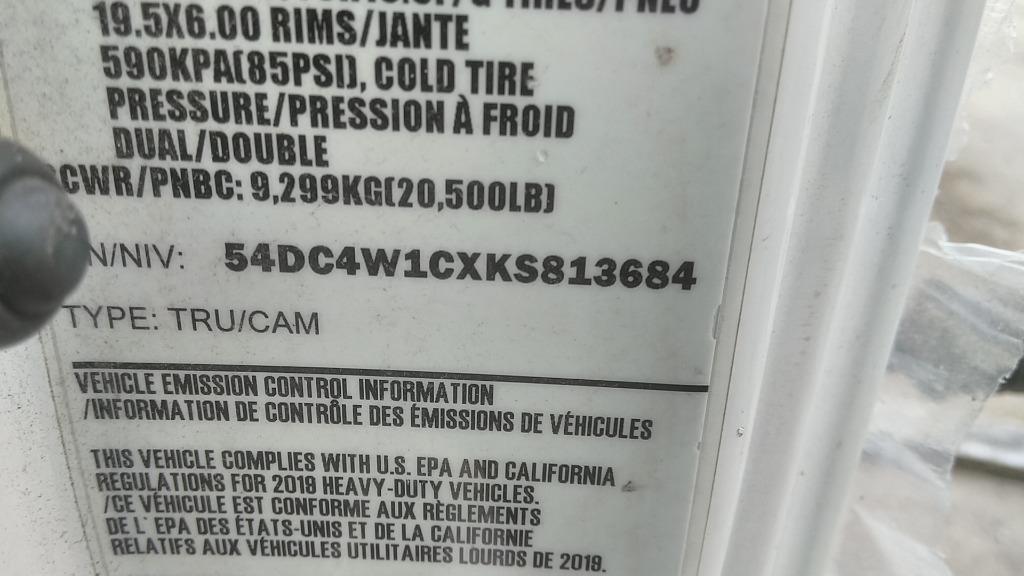 19.5X6.00 RIMS/JANTE
590KPA(85PSI), COLD TIRE
PRESSURE/PRESSION À FROID
DUAL/DOUBLE
CWR/PNBC: 9,299KG(20,500LB)
N/NIV: 54DC4W1CXKS813684
TYPE: TRU/CAM
VEHICLE EMISSION CONTROL INFORMATION
/INFORMATION DE CONTRÔLE DES ÉMISSIONS DE VÉHICULES
THIS VEHICLE COMPLIES WITH U.S. EPA AND CALIFORNIA
REGULATIONS FOR 2019 HEAVY-DUTY VEHICLES.
/CE VÉHICULE EST CONFORME AUX RÈGLEMENTS
DE L' EPA DES ÉTATS-UNIS ET DE LA CALIFORNIE
RELATIFS AUX VÉHICULES UTILITAIRES LOURDS DE 2019.